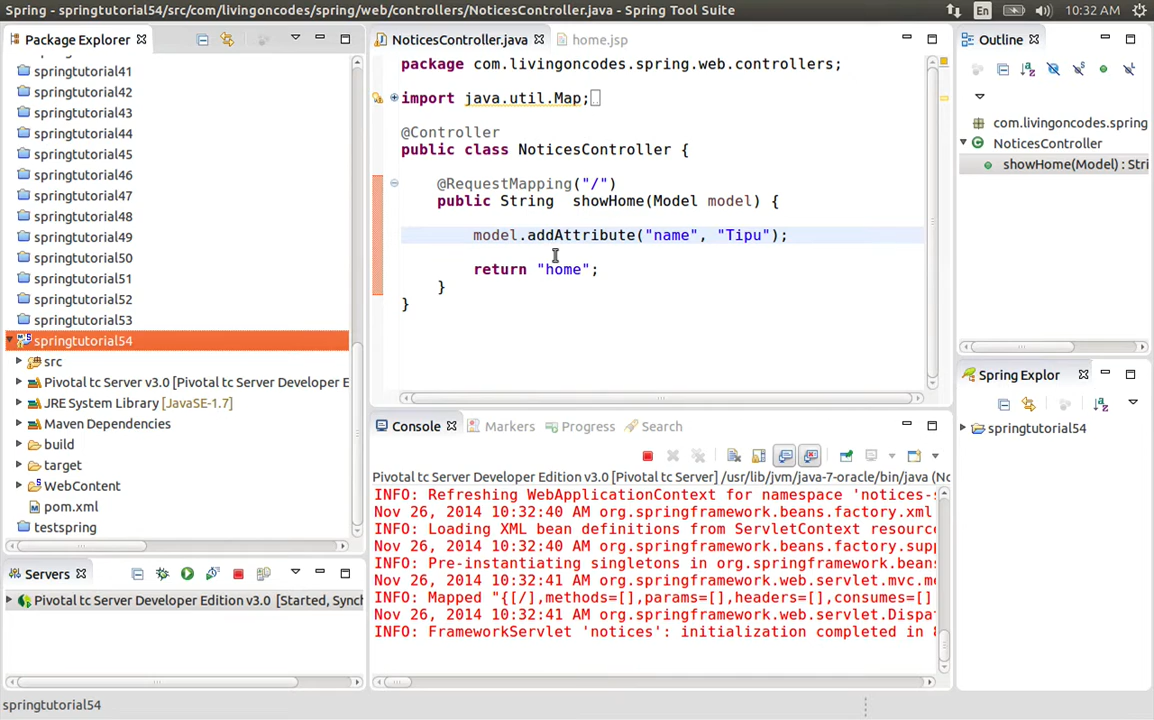 Spring - springtutorial54/src/com/livingoncodes/spring/web/controllers/NoticesController.java - Spring Tool Suite
En
10:32 AM
Package Explorer
springtutorial41
springtutorial42
springtutorial43
springtutorial44
springtutorial45
springtutorial46
springtutorial47
springtutorial48
springtutorial49
springtutorial50
springtutorial51
springtutorial52
springtutorial53
springtutorial54
src
Pivotal tc Server v3.0 [Pivotal tc Server Developer E
JRE System Library [JavaSE-1.7]
Maven Dependencies
build
target
WebContent
pom.xml
testspring
Servers
Pivotal tc Server Developer Edition v3.0 [Started, Synch
springtutorial54
NoticesController.java
home.jsp
package com.livingoncodes.spring.web.controllers;
import java.util.Map;
@Controller
public class NoticesController {
@RequestMapping("/")
public String  showHome(Model model) {
model.addAttribute("name", "Tipu");
return "home";
}
}
Console
Markers
Progress
Search
Pivotal tc Server Developer Edition v3.0 [Pivotal tc Server] /usr/lib/jvm/java-7-oracle/bin/java (No
INFO: Refreshing WebApplicationContext for namespace 'notices-s
Nov 26, 2014 10:32:40 AM org.springframework.beans.factory.xml.
INFO: Loading XML bean definitions from ServletContext resource
Nov 26, 2014 10:32:40 AM org.springframework.beans.factory.supp
INFO: Pre-instantiating singletons in org.springframework.beans
Nov 26, 2014 10:32:41 AM org.springframework.web.servlet.mvc.me
INFO: Mapped "{[/],methods=[],params=[],headers=[],consumes=[]
Nov 26, 2014 10:32:41 AM org.springframework.web.servlet.Dispat
INFO: FrameworkServlet 'notices': initialization completed in 8
Outline
com.livingoncodes.spring
NoticesController
showHome(Model) : Stri
Spring Explor
springtutorial54